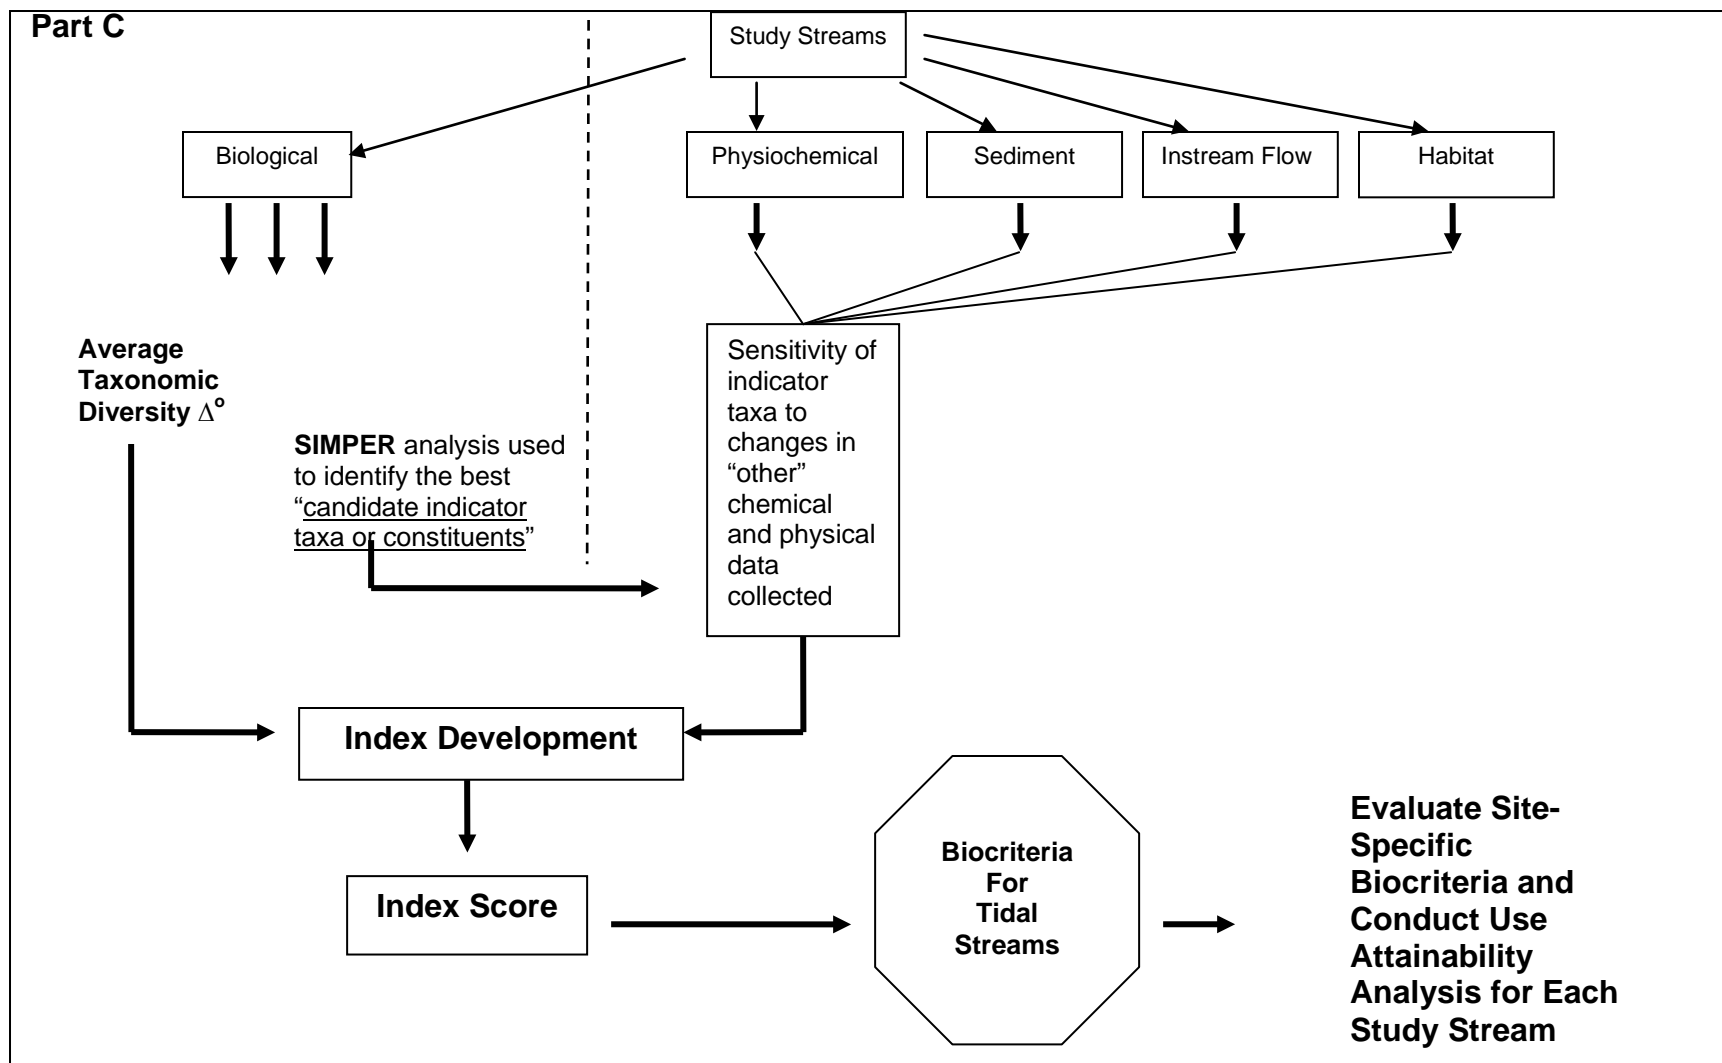 Part C
Study Streams
Biological
Physiochemical
Sediment
Instream Flow
Habitat
Average
Taxonomic
Diversity ∆°
SIMPER analysis used
to identify the best
“candidate indicator
taxa or constituents”
Sensitivity of
indicator
taxa to
changes in
“other”
chemical
and physical
data
collected
Index Development
Index Score
Biocriteria
For
Tidal
Streams
Evaluate Site-
Specific
Biocriteria and
Conduct Use
Attainability
Analysis for Each
Study Stream